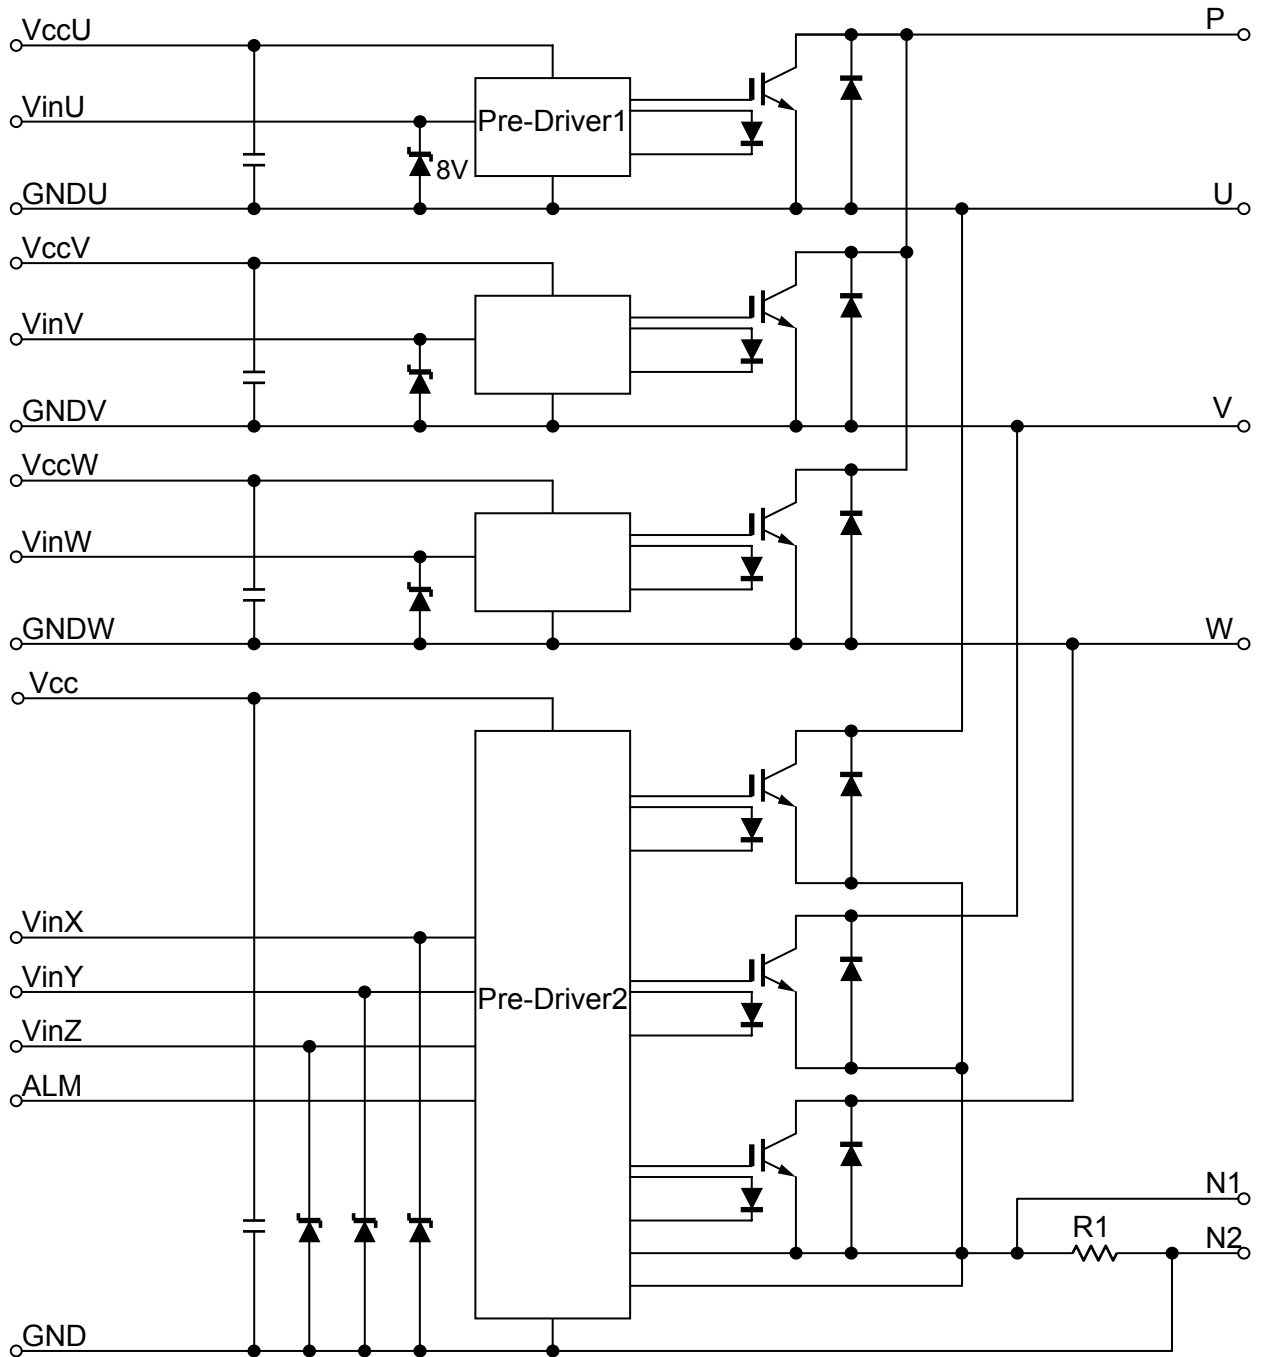 VccU
P
VinU
Pre-Driver1
8V
GNDU
U
VccV
VinV
GNDV
V
VccW
VinW
GNDW
W
Vcc
VinX
VinY
Pre-Driver2
VinZ
ALM
N1
R1
N2
GND